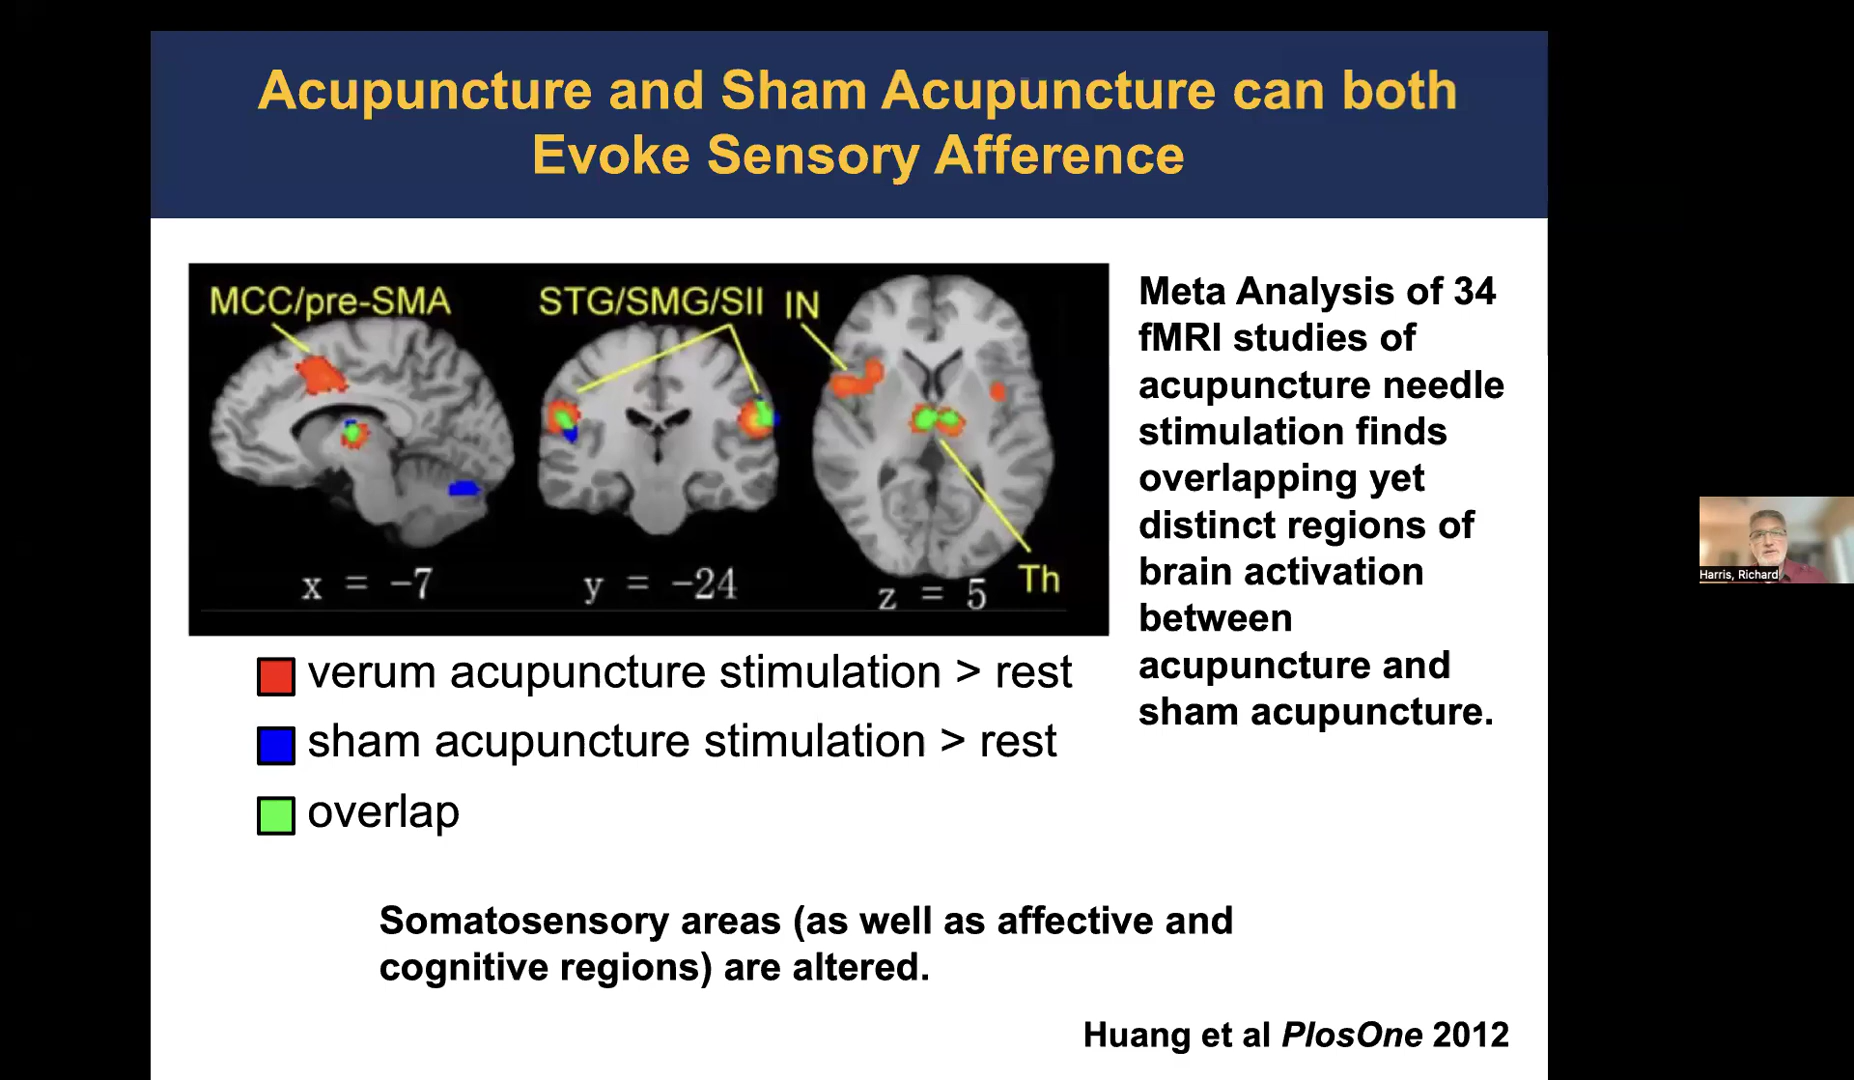 Acupuncture and Sham Acupuncture can both
Evoke Sensory Afference
MCC/pre-SMA
STG/SMG/SII
IN
x = -7
y = -24
z = 5
Th
verum acupuncture stimulation > rest
sham acupuncture stimulation > rest
overlap
Meta Analysis of 34
fMRI studies of
acupuncture needle
stimulation finds
overlapping yet
distinct regions of
brain activation
between
acupuncture and
sham acupuncture.
Somatosensory areas (as well as affective and
cognitive regions) are altered.
Huang et al PlosOne 2012
Harris, Richard